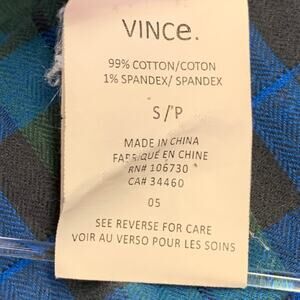 VINCe.
99% COTTON/COTON
1% SPANDEX/ SPANDEX
S/P
MADE IN CHINA
FABRIQUÉ EN CHINE
RN# 106730
CA# 34460
05
SEE REVERSE FOR CARE
VOIR AU VERSO POUR LES SOINS